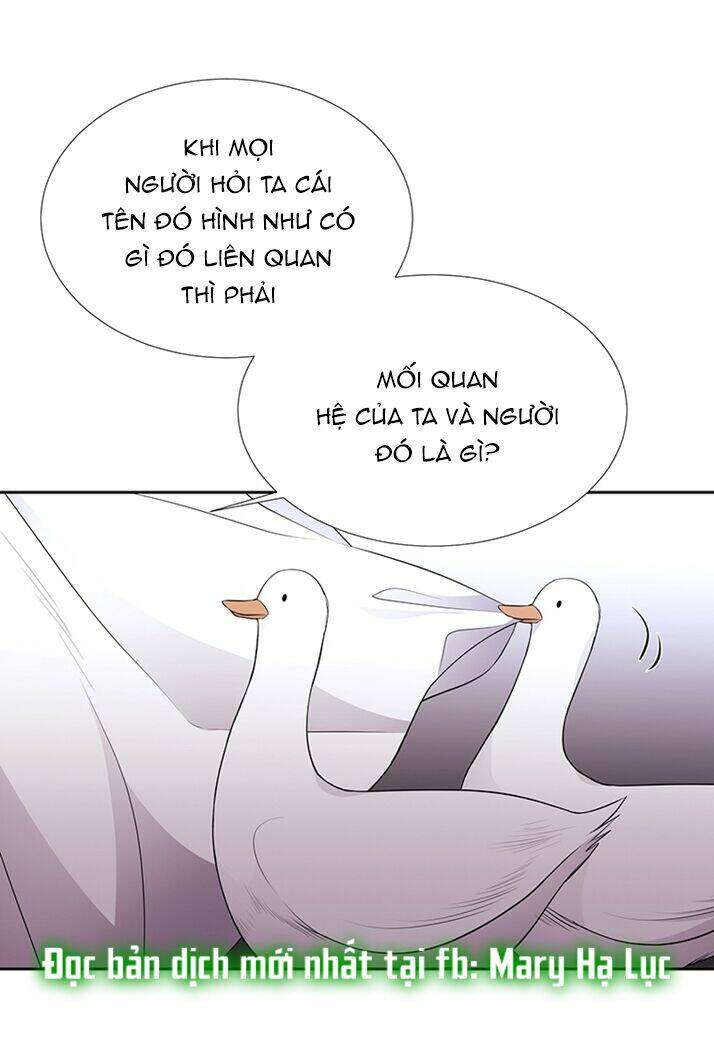 KHI MỌI
NGƯỜI HỎI TA CÁI
TÊN ĐÓ HÌNH NHƯ CÓ
GÌ ĐÓ LIÊN QUAN
THÌ PHẢI
MỐI QUAN
HỆ CỦA TA VÀ NGƯỜI
ĐÓ LÀ GÌ?
Đọc bản dịch mới nhất tại fb: Mary Hạ Lục